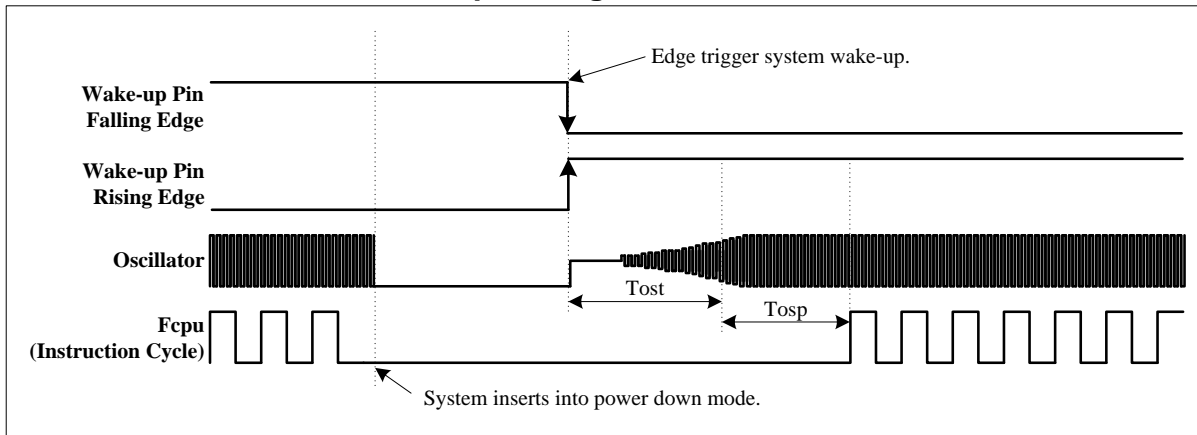 Edge trigger system wake-up.
Wake-up Pin
Falling Edge
Wake-up Pin
Rising Edge
Oscillator
Tost
Tosp
Fcpu
(Instruction Cycle)
System inserts into power down mode.